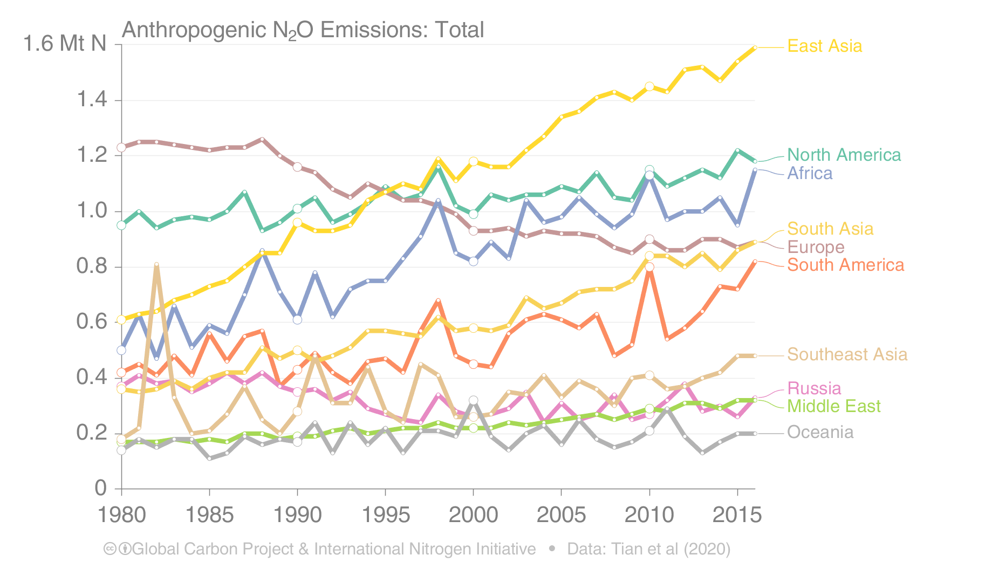 Anthropogenic N₂O Emissions: Total
1.6 Mt N
1.4
1.2
1.0
0.8
0.6
0.4
0.2
0
1980 1985 1990 1995 2000 2005 2010 2015
East Asia
North America
Africa
South Asia
Europe
South America
Southeast Asia
Russia
Middle East
Oceania
cc Global Carbon Project & International Nitrogen Initiative • Data: Tian et al (2020)